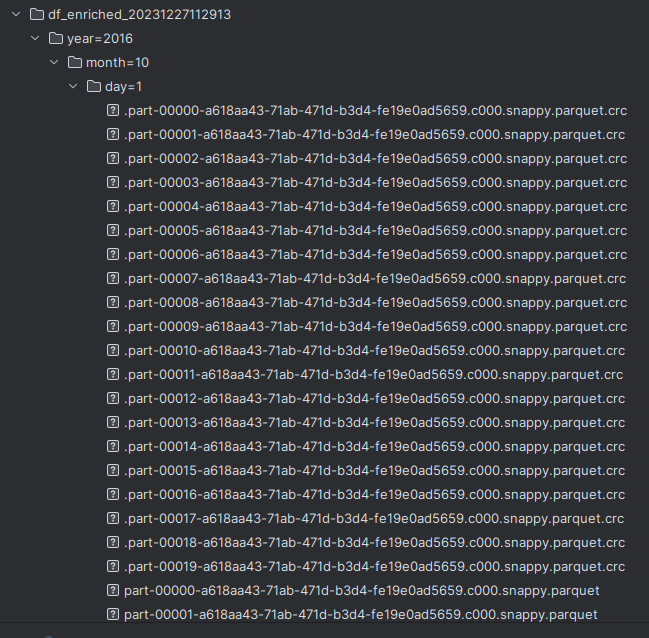 df_enriched_20231227112913
year=2016
month=10
day=1
.part-00000-a618aa43-71ab-471d-b3d4-fe19e0ad5659.c000.snappy.parquet.crc
.part-00001-a618aa43-71ab-471d-b3d4-fe19e0ad5659.c000.snappy.parquet.crc
.part-00002-a618aa43-71ab-471d-b3d4-fe19e0ad5659.c000.snappy.parquet.crc
.part-00003-a618aa43-71ab-471d-b3d4-fe19e0ad5659.c000.snappy.parquet.crc
.part-00004-a618aa43-71ab-471d-b3d4-fe19e0ad5659.c000.snappy.parquet.crc
.part-00005-a618aa43-71ab-471d-b3d4-fe19e0ad5659.c000.snappy.parquet.crc
.part-00006-a618aa43-71ab-471d-b3d4-fe19e0ad5659.c000.snappy.parquet.crc
.part-00007-a618aa43-71ab-471d-b3d4-fe19e0ad5659.c000.snappy.parquet.crc
.part-00008-a618aa43-71ab-471d-b3d4-fe19e0ad5659.c000.snappy.parquet.crc
.part-00009-a618aa43-71ab-471d-b3d4-fe19e0ad5659.c000.snappy.parquet.crc
.part-00010-a618aa43-71ab-471d-b3d4-fe19e0ad5659.c000.snappy.parquet.crc
.part-00011-a618aa43-71ab-471d-b3d4-fe19e0ad5659.c000.snappy.parquet.crc
.part-00012-a618aa43-71ab-471d-b3d4-fe19e0ad5659.c000.snappy.parquet.crc
.part-00013-a618aa43-71ab-471d-b3d4-fe19e0ad5659.c000.snappy.parquet.crc
.part-00014-a618aa43-71ab-471d-b3d4-fe19e0ad5659.c000.snappy.parquet.crc
.part-00015-a618aa43-71ab-471d-b3d4-fe19e0ad5659.c000.snappy.parquet.crc
.part-00016-a618aa43-71ab-471d-b3d4-fe19e0ad5659.c000.snappy.parquet.crc
.part-00017-a618aa43-71ab-471d-b3d4-fe19e0ad5659.c000.snappy.parquet.crc
.part-00018-a618aa43-71ab-471d-b3d4-fe19e0ad5659.c000.snappy.parquet.crc
.part-00019-a618aa43-71ab-471d-b3d4-fe19e0ad5659.c000.snappy.parquet.crc
part-00000-a618aa43-71ab-471d-b3d4-fe19e0ad5659.c000.snappy.parquet
part-00001-a618aa43-71ab-471d-b3d4-fe19e0ad5659.c000.snappy.parquet